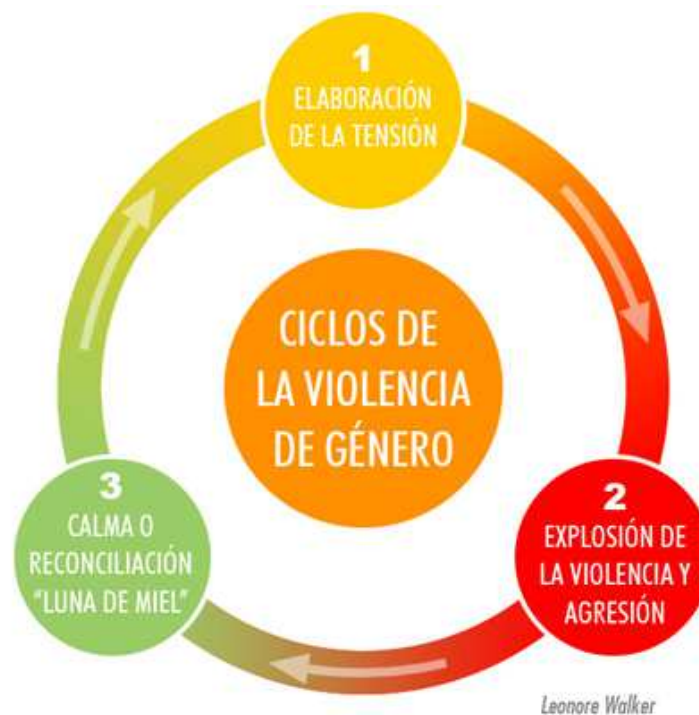 1
ELABORACIÓN
DE LA TENSIÓN
CICLOS DE
LA VIOLENCIA
DE GÉNERO
3
CALMA O
RECONCILIACIÓN
"LUNA DE MIEL"
2
EXPLOSIÓN DE
LA VIOLENCIA Y
AGRESIÓN
Leonore Walker